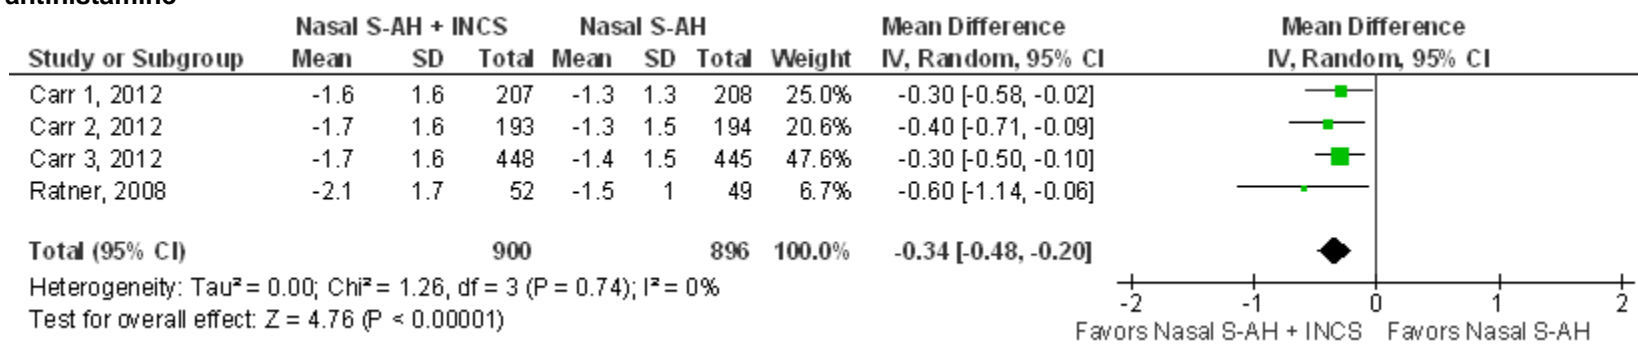 antihistamine
Nasal S-AH + INCS Nasal S-AH Mean Difference Mean Difference
Study or Subgroup Mean SD Total Mean SD Total Weight IV, Random, 95% CI IV, Random, 95% CI
Carr 1, 2012 -1.6 1.6 207 -1.3 1.3 208 25.0% -0.30 [-0.58, -0.02]
Carr 2, 2012 -1.7 1.6 193 -1.3 1.5 194 20.6% -0.40 [-0.71, -0.09]
Carr 3, 2012 -1.7 1.6 448 -1.4 1.5 445 47.6% -0.30 [-0.50, -0.10]
Ratner, 2008 -2.1 1.7 52 -1.5 1 49 6.7% -0.60 [-1.14, -0.06]
Total (95% CI) 900 896 100.0% -0.34 [-0.48, -0.20]
Heterogeneity: Tau² = 0.00; Chi² = 1.26, df = 3 (P = 0.74); I² = 0%
Test for overall effect: Z = 4.76 (P < 0.00001)
-2 -1 0 1 2
Favors Nasal S-AH + INCS Favors Nasal S-AH